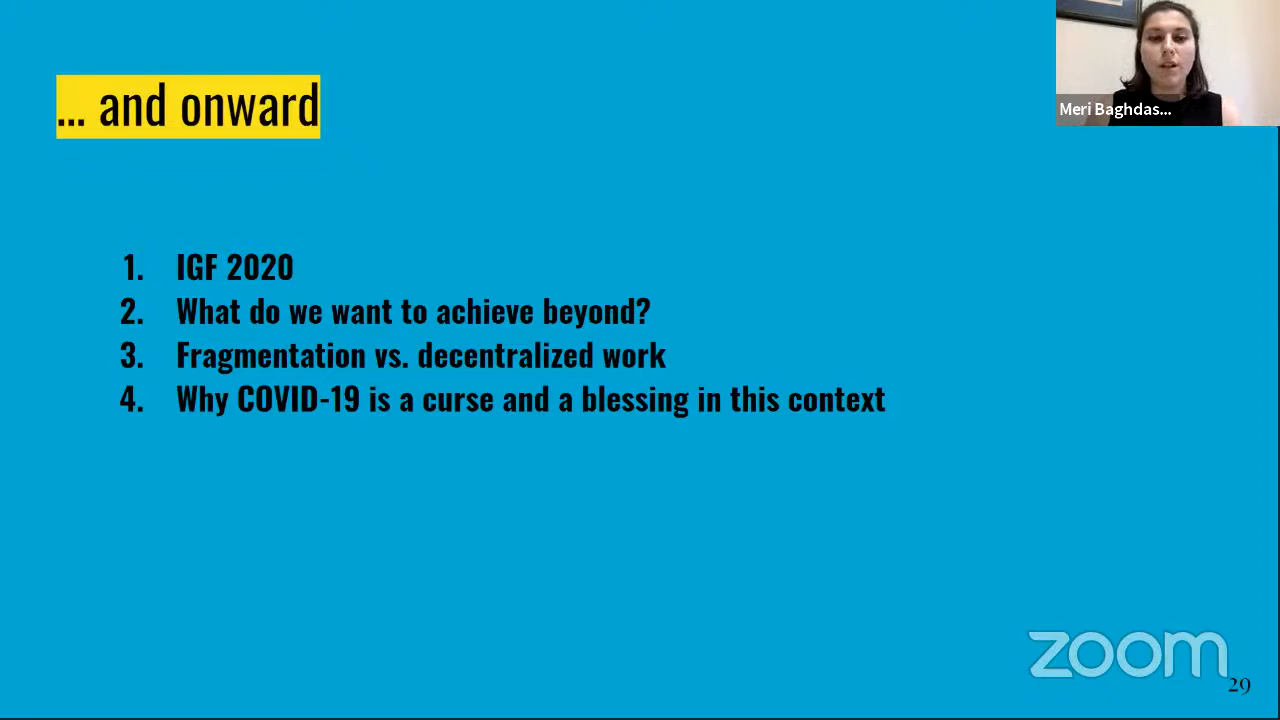 ... and onward
Meri Baghdas...
1. IGF 2020
2. What do we want to achieve beyond?
3. Fragmentation vs. decentralized work
4. Why COVID-19 is a curse and a blessing in this context
zoom
29